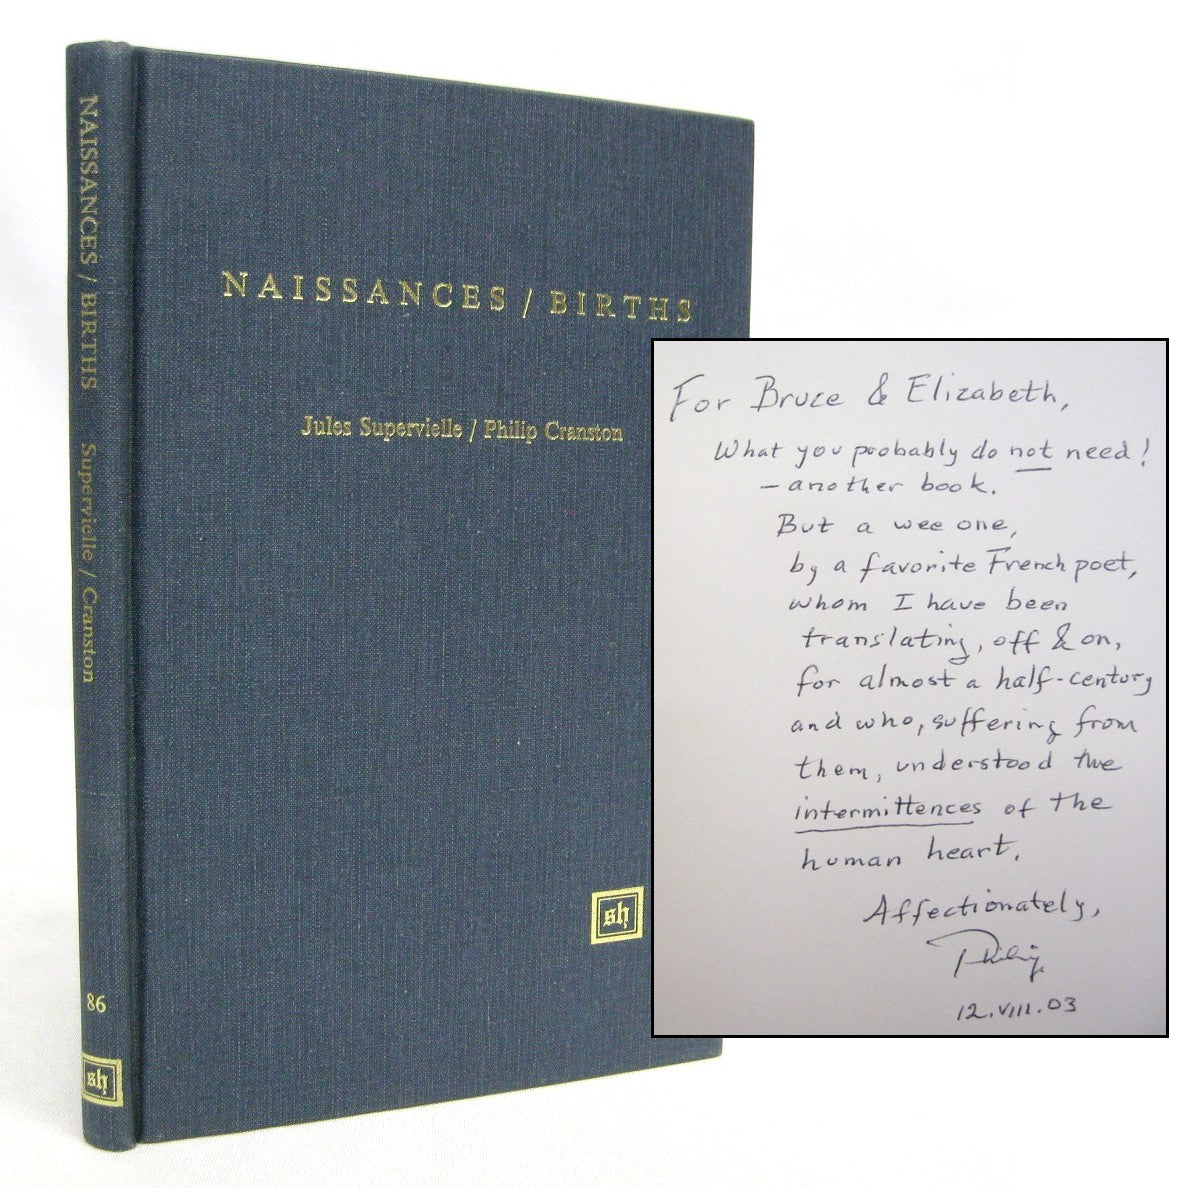 NAISSANCES / BIRTHS Supervielle / Cranston
86
sh
NAISSANCES / BIRTHS
Jules Supervielle / Philip Cranston
sh
For Bruce & Elizabeth,
What you probably do not need!
– another book.
But a wee one,
by a favorite French poet,
whom I have been
translating, off & on,
for almost a half-century
and who, suffering from
them, understood the
intermittences of the
human heart.
Affectionately,
Philip
12.VIII.03